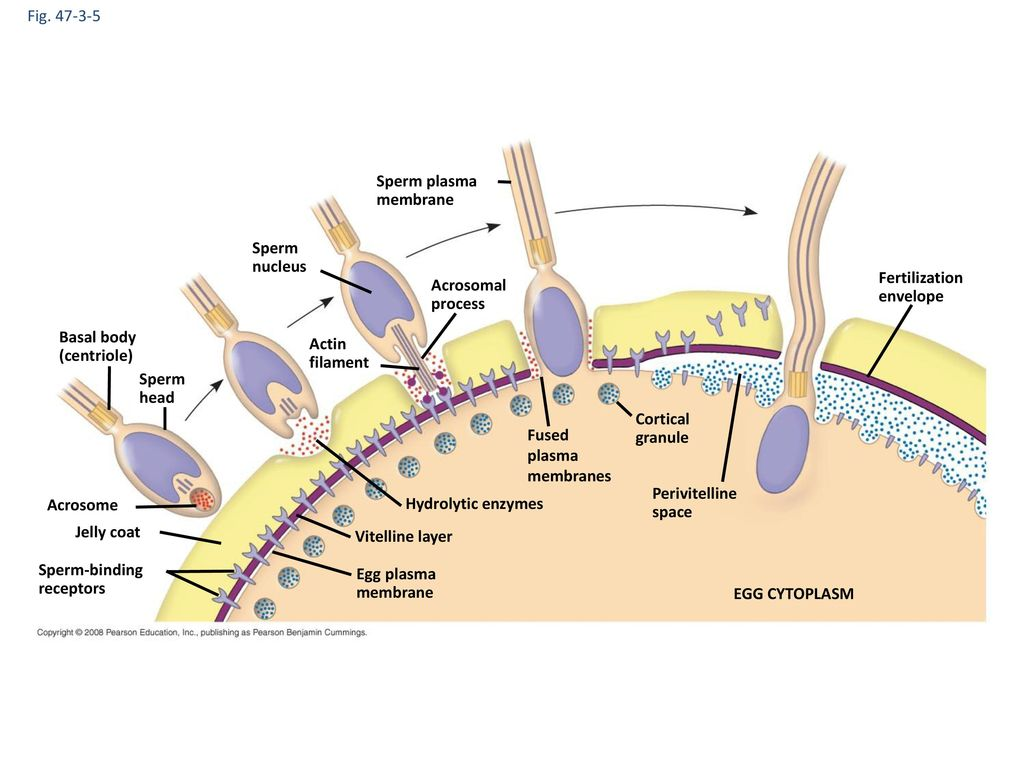 Fig. 47-3-5
Sperm plasma
membrane
Sperm
nucleus
Acrosomal
process
Fertilization
envelope
Basal body
(centriole)
Actin
filament
Sperm
head
Cortical
granule
Fused
plasma
membranes
Perivitelline
space
Acrosome
Hydrolytic enzymes
Jelly coat
Vitelline layer
Sperm-binding
receptors
Egg plasma
membrane
EGG CYTOPLASM
Copyright © 2008 Pearson Education, Inc., publishing as Pearson Benjamin Cummings.